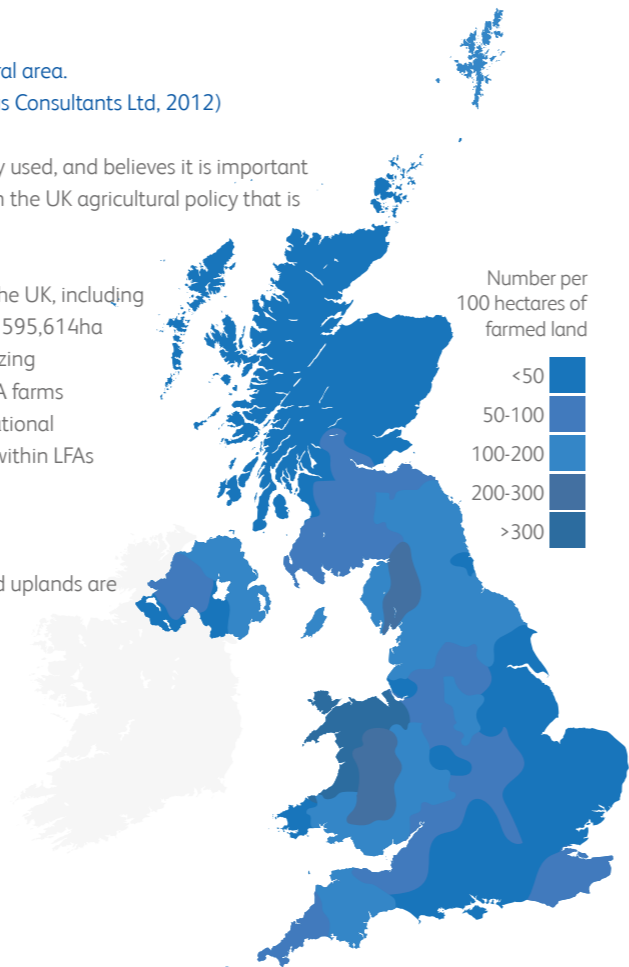 ral area.
s Consultants Ltd, 2012)
y used, and believes it is important
n the UK agricultural policy that is
he UK, including
595,614ha
zing
A farms
ational
within LFAs
d uplands are
Number per
100 hectares of
farmed land
<50
50-100
100-200
200-300
>300